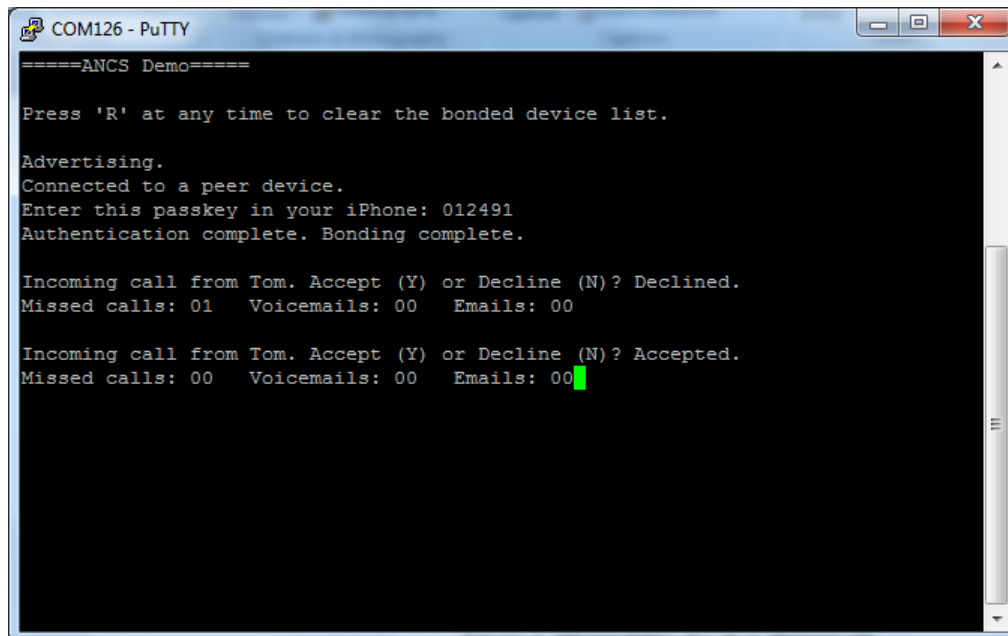 COM126 - PuTTY
=====ANCS Demo=====
Press 'R' at any time to clear the bonded device list.
Advertising.
Connected to a peer device.
Enter this passkey in your iPhone: 012491
Authentication complete. Bonding complete.
Incoming call from Tom. Accept (Y) or Decline (N)? Declined.
Missed calls: 01   Voicemails: 00   Emails: 00
Incoming call from Tom. Accept (Y) or Decline (N)? Accepted.
Missed calls: 00   Voicemails: 00   Emails: 00